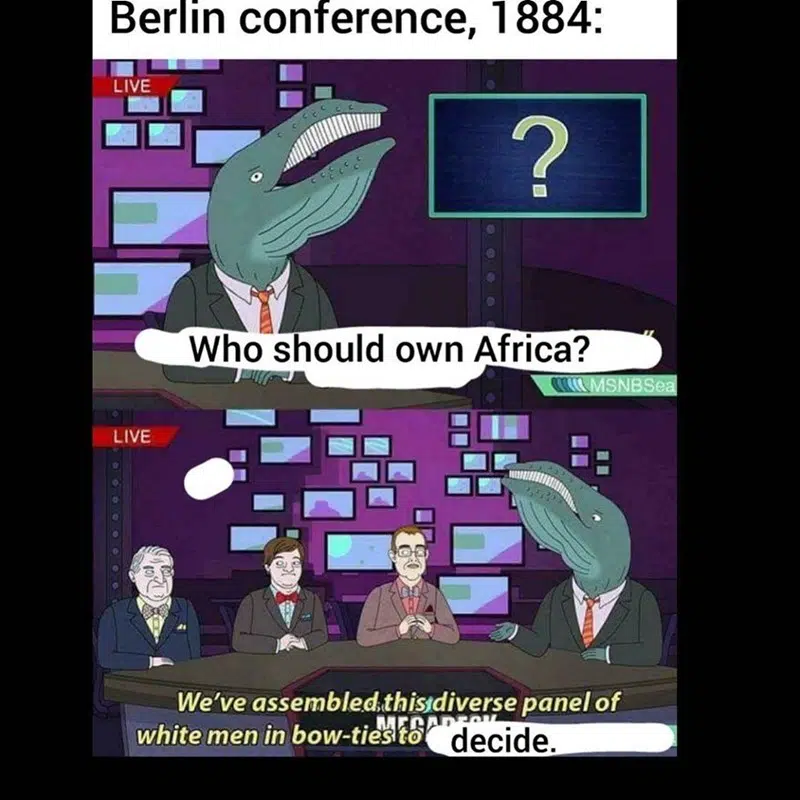 Berlin conference, 1884:
LIVE
?
Who should own Africa?
MSNBSea
LIVE
We've assembled this diverse panel of
MEGADESK
white men in bow-ties to decide.